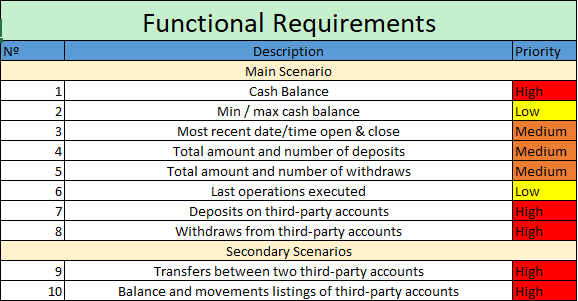 Functional Requirements
Nº Description Priority
Main Scenario
1 Cash Balance High
2 Min / max cash balance Low
3 Most recent date/time open & close Medium
4 Total amount and number of deposits Medium
5 Total amount and number of withdraws Medium
6 Last operations executed Low
7 Deposits on third-party accounts High
8 Withdraws from third-party accounts High
Secondary Scenarios
9 Transfers between two third-party accounts High
10 Balance and movements listings of third-party accounts High